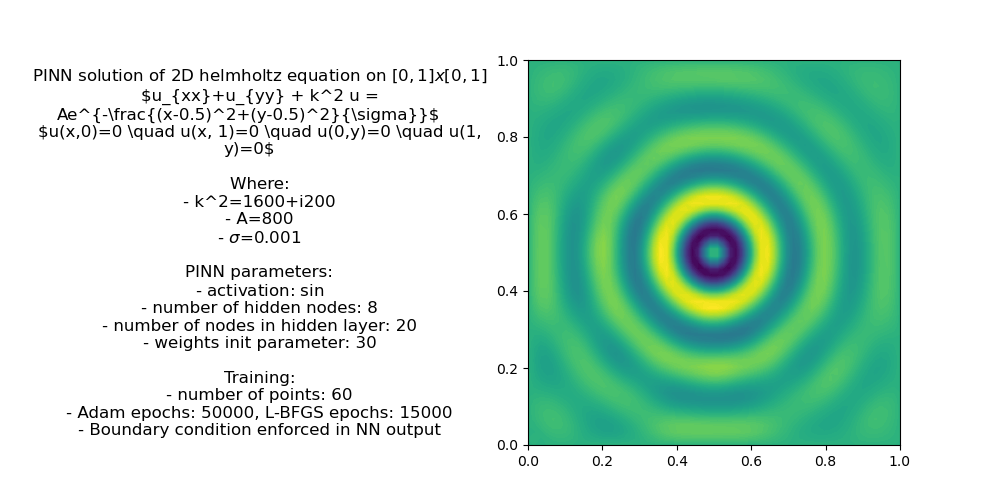 PINN solution of 2D helmholtz equation on [0, 1]x[0, 1]
$u_{xx}+u_{yy} + k^2 u =
Ae^{-\frac{(x-0.5)^2+(y-0.5)^2}{\sigma}}$
$u(x,0)=0 \quad u(x, 1)=0 \quad u(0,y)=0 \quad u(1,
y)=0$
Where:
- k^2=1600+i200
- A=800
- σ=0.001
PINN parameters:
- activation: sin
- number of hidden nodes: 8
- number of nodes in hidden layer: 20
- weights init parameter: 30
Training:
- number of points: 60
- Adam epochs: 50000, L-BFGS epochs: 15000
- Boundary condition enforced in NN output
1.0
0.8
0.6
0.4
0.2
0.0
0.0 0.2 0.4 0.6 0.8 1.0